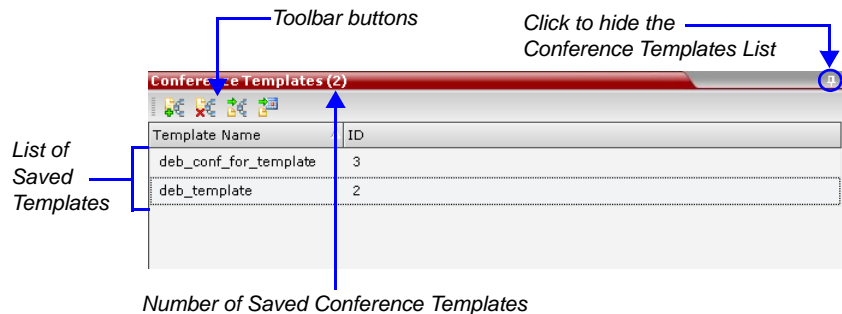 Toolbar buttons
Click to hide the
Conference Templates List
Conference Templates (2)
Template Name ID
List of
Saved
Templates
deb_conf_for_template 3
deb_template 2
Number of Saved Conference Templates